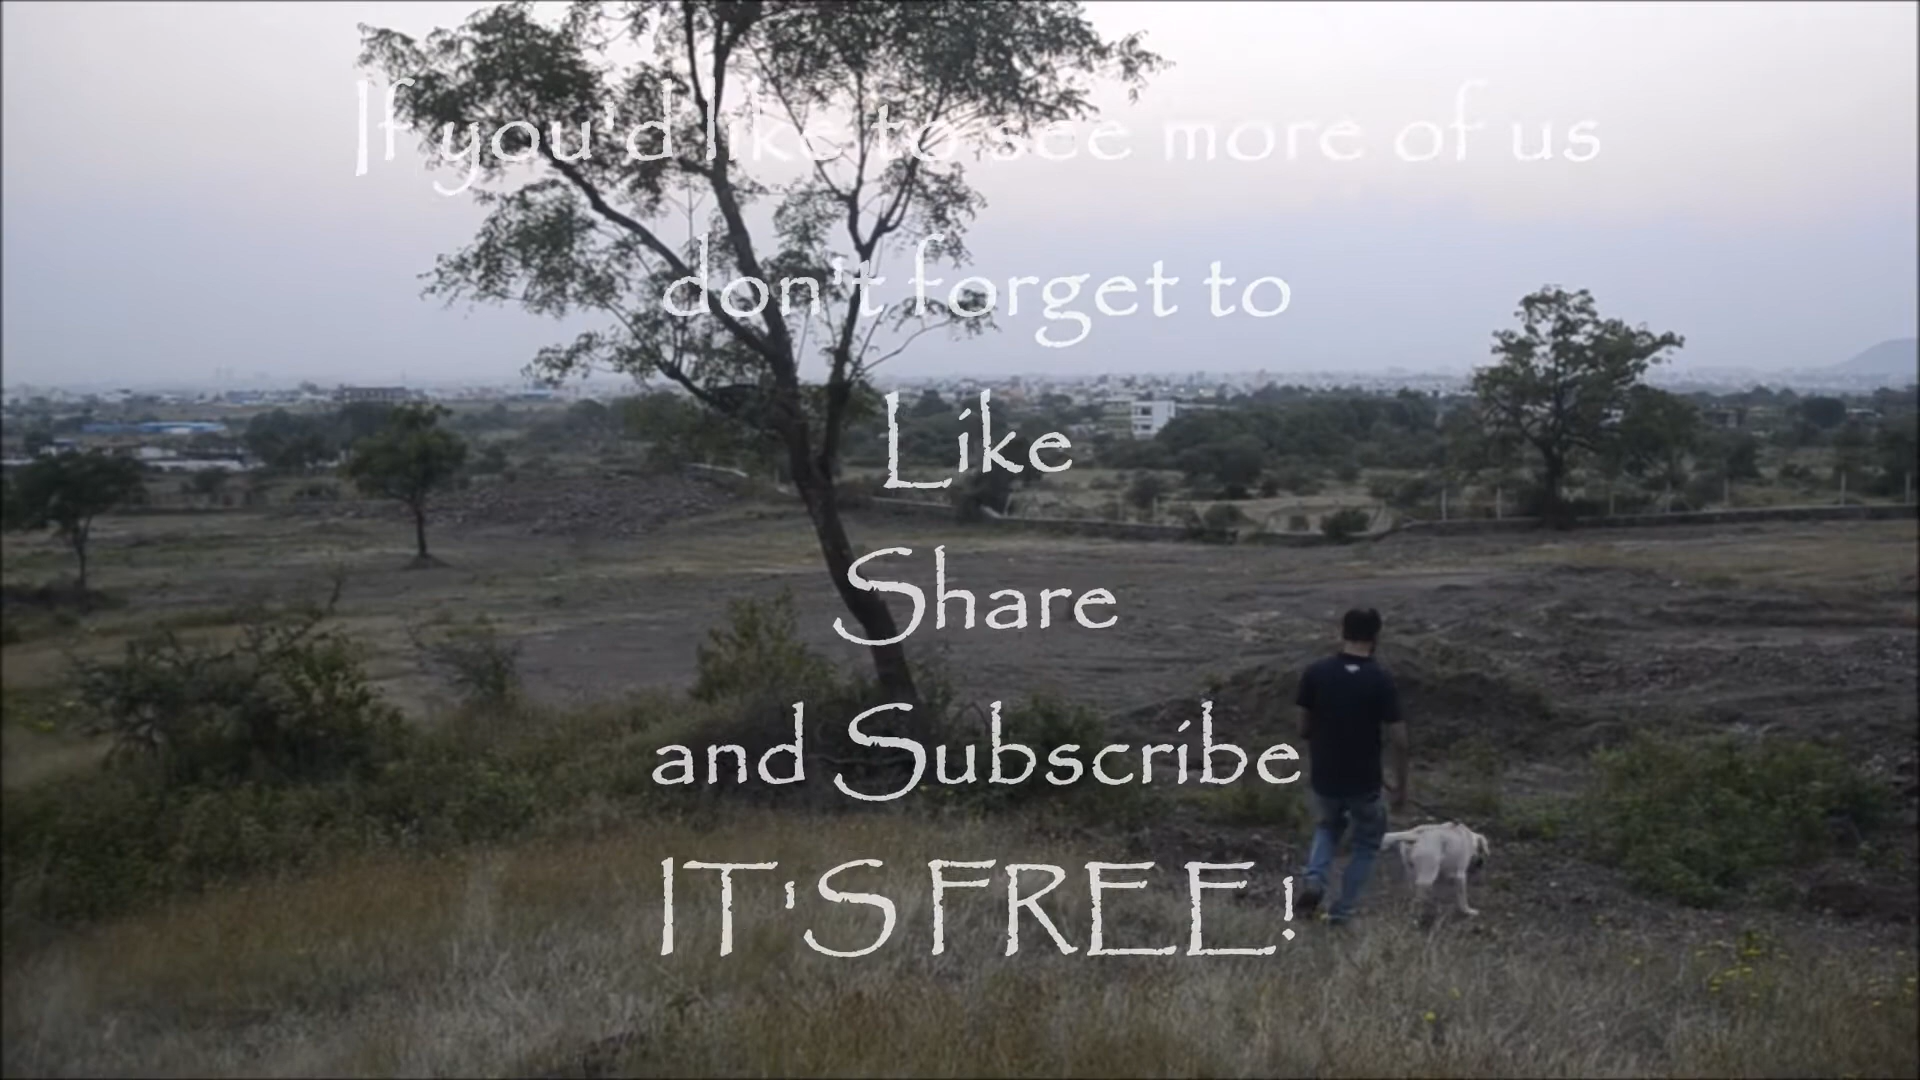 If you'd like to see more of us
don't forget to
Like
Share
and Subscribe
IT'S FREE!